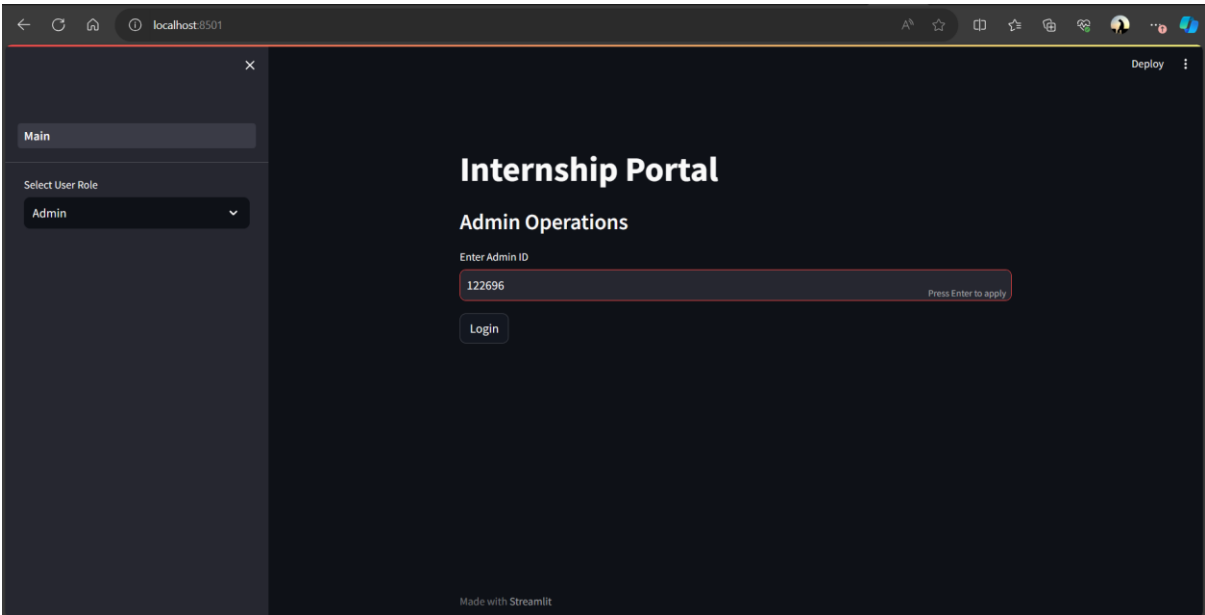 localhost:8501
Deploy
Main
Select User Role
Admin
Internship Portal
Admin Operations
Enter Admin ID
122696
Press Enter to apply
Login
Made with Streamlit